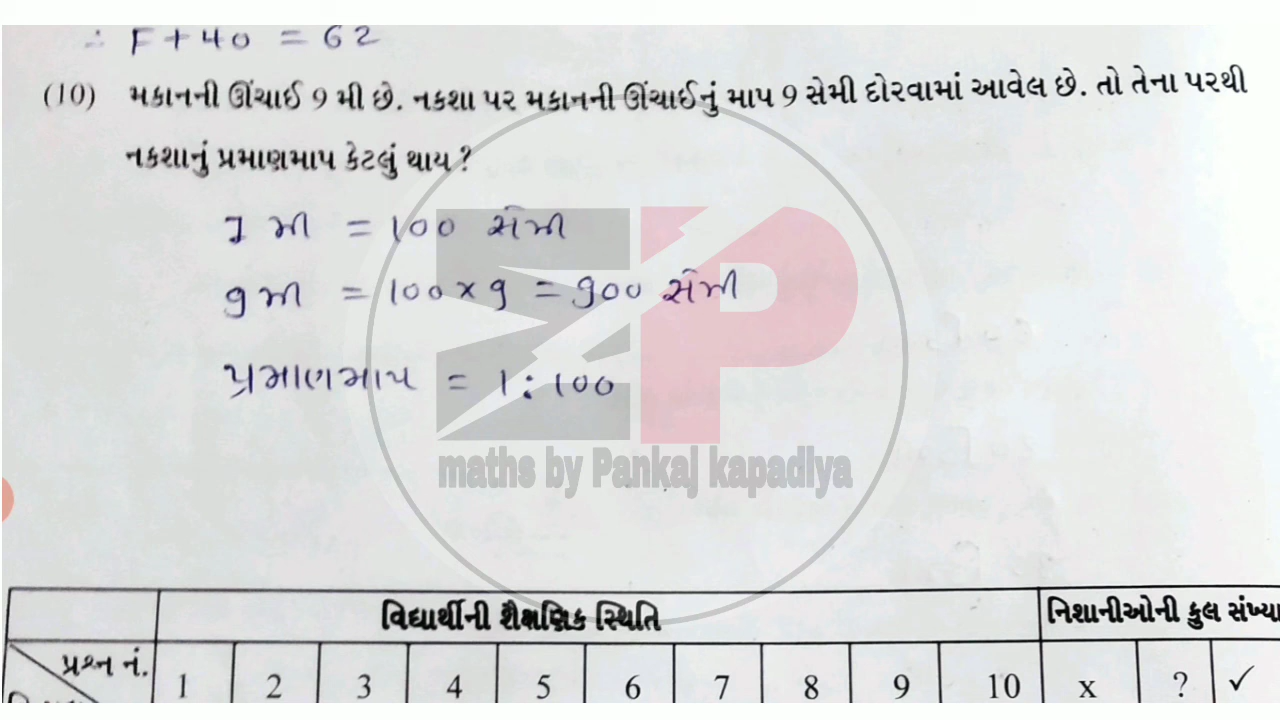 ∴ F + 40 = 62
(10) મકાનની ઊંચાઈ 9 મી છે. નકશા પર મકાનની ઊંચાઈનું માપ 9 સેમી દોરવામાં આવેલ છે. તો તેના પરથી
નકશાનું પ્રમાણમાપ કેટલું થાય?
1 મી = 100 સેમી
9 મી = 100 × 9 = 900 સેમી
પ્રમાણમાપ = 1 : 100
maths by Pankaj kapadiya
વિદ્યાર્થીની શૈક્ષણિક સ્થિતિ નિશાનીઓની કુલ સંખ્યા
પ્રશ્ન નં. 1 2 3 4 5 6 7 8 9 10 x ? ✓